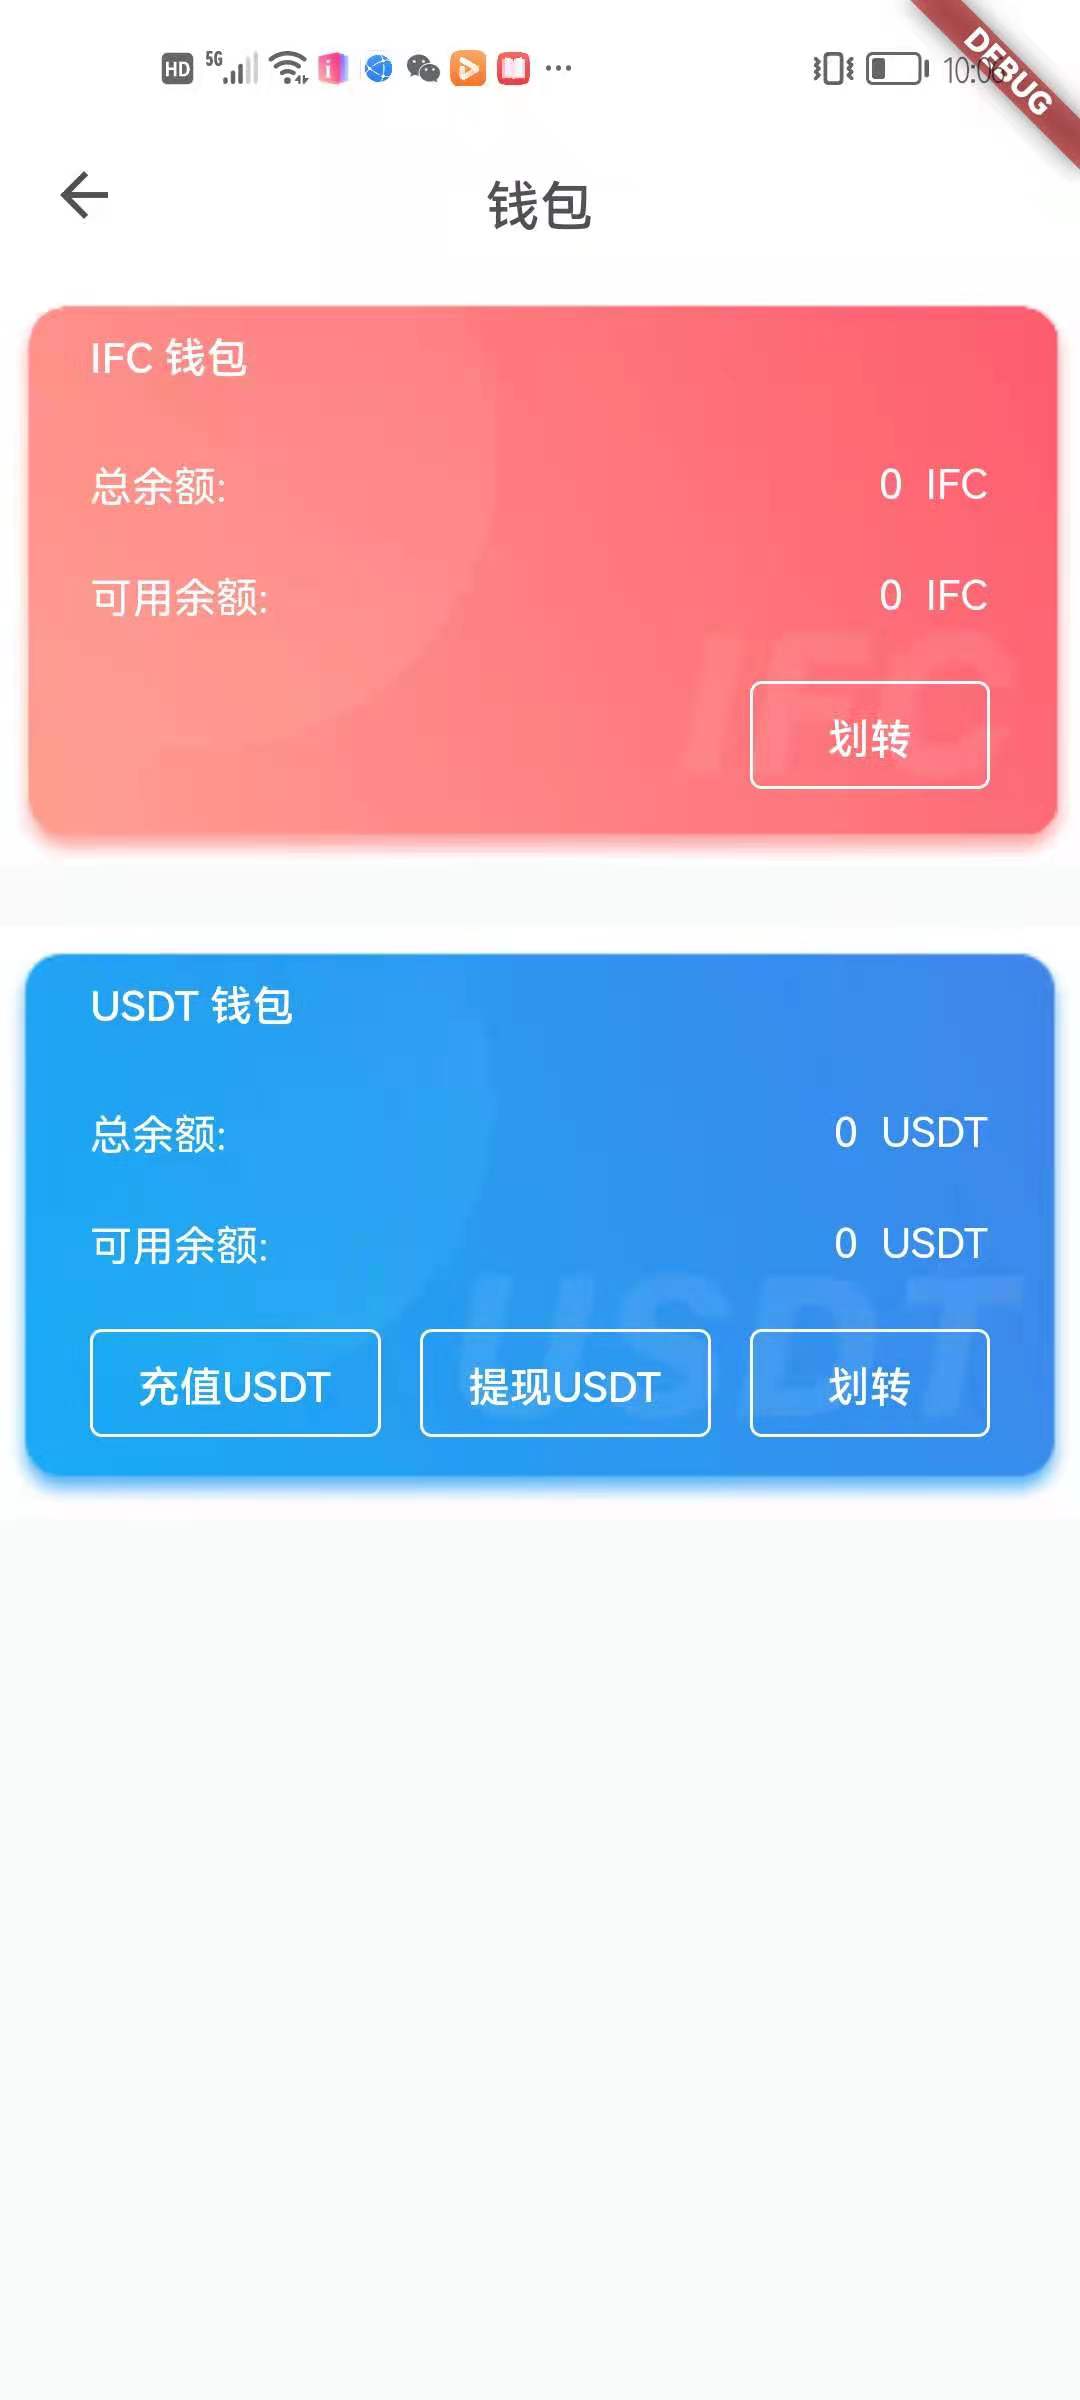 HD 5G ... 10:06
DEBUG
钱包
IFC 钱包
总余额: 0 IFC
可用余额: 0 IFC
IFC
划转
USDT 钱包
总余额: 0 USDT
可用余额: 0 USDT
USDT
充值USDT 提现USDT 划转